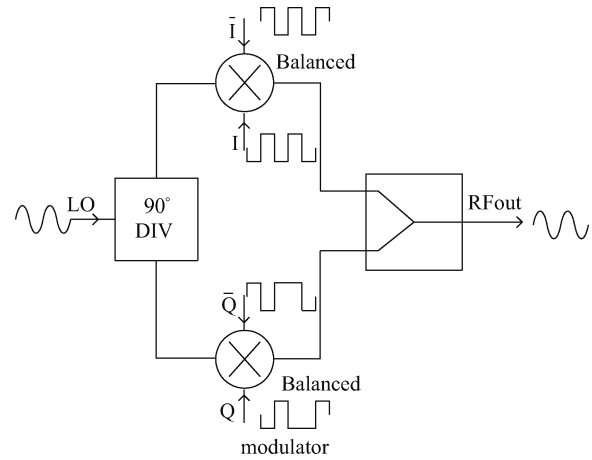 Ī
Balanced
I
LO
90°
DIV
RFout
Q̄
Balanced
Q
modulator